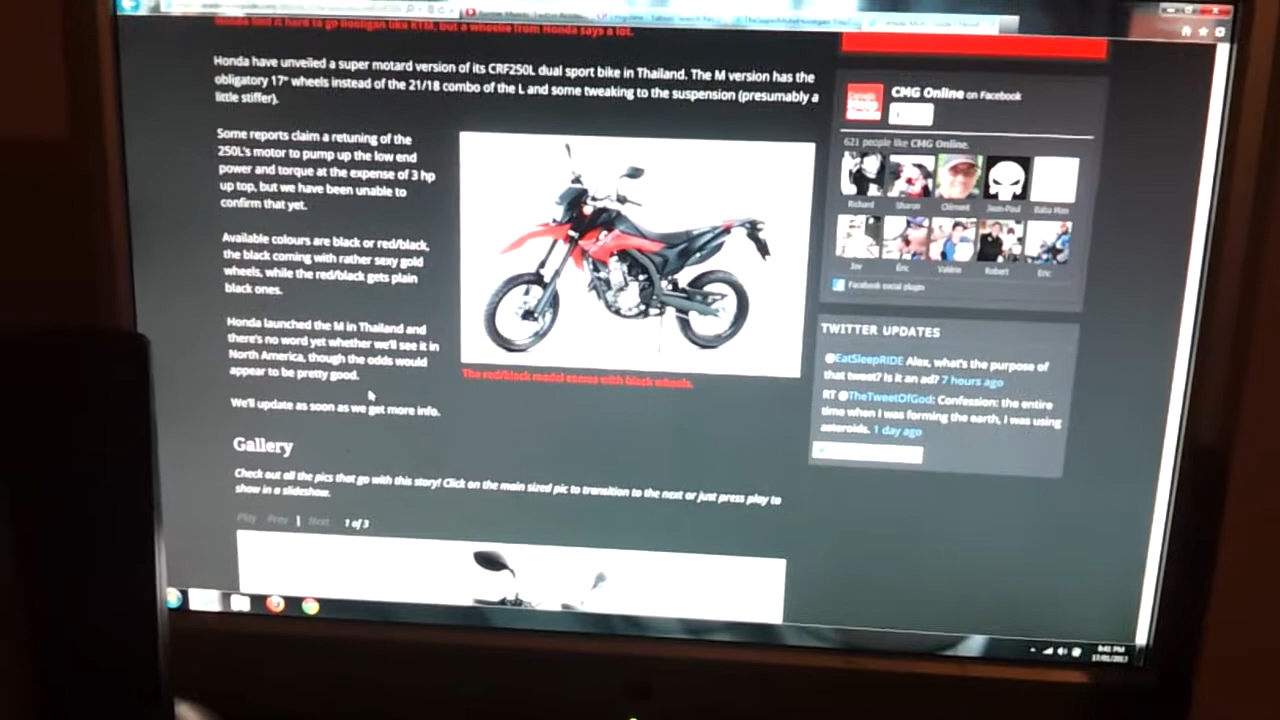 Honda find it hard to go hooligan like KTM, but a wheelie from Honda says a lot.
Honda have unveiled a super motard version of its CRF250L dual sport bike in Thailand. The M version has the
obligatory 17" wheels instead of the 21/18 combo of the L and some tweaking to the suspension (presumably a
little stiffer).
Some reports claim a retuning of the
250L's motor to pump up the low end
power and torque at the expense of 3 hp
up top, but we have been unable to
confirm that yet.
Available colours are black or red/black,
the black coming with rather sexy gold
wheels, while the red/black gets plain
black ones.
Honda launched the M in Thailand and
there's no word yet whether we'll see it in
North America, though the odds would
appear to be pretty good.
We'll update as soon as we get more info.
The red/black model comes with black wheels.
Gallery
Check out all the pics that go with this story! Click on the main sized pic to transition to the next or just press play to
show in a slideshow.
Play Prev | Next 1 of 3
CMG Online on Facebook
621 people like CMG Online.
Richard Sharon Clément Jean-Paul Baba Man
Joy Éric Valérie Robert Eric
Facebook social plugin
TWITTER UPDATES
@EatSleepRIDE Alex, what's the purpose of
that tweet? Is it an ad? 7 hours ago
RT @TheTweetOfGod: Confession: the entire
time when I was forming the earth, I was using
asteroids. 1 day ago
8:41 PM
17/01/2013